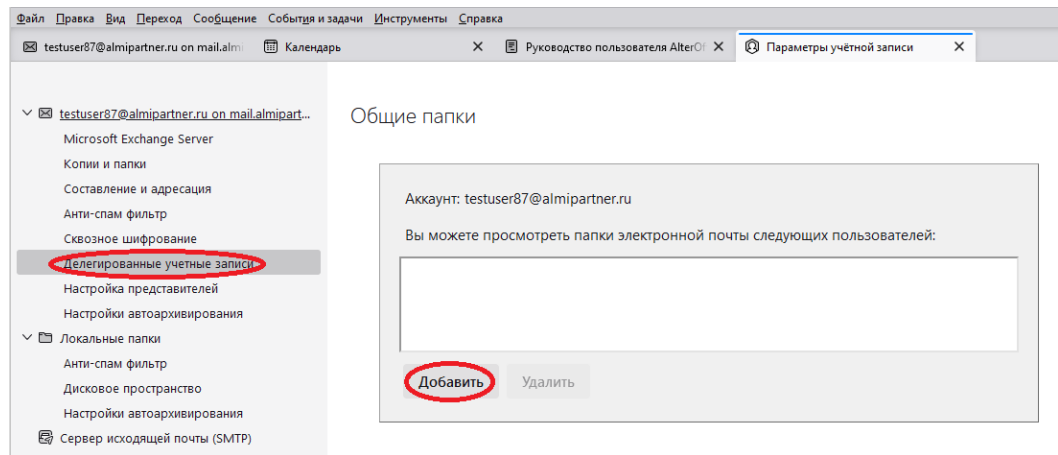 Файл Правка Вид Переход Сообщение События и задачи Инструменты Справка
testuser87@almipartner.ru on mail.almi Календарь Руководство пользователя AlterOf Параметры учётной записи
testuser87@almipartner.ru on mail.almipart...
Microsoft Exchange Server
Копии и папки
Составление и адресация
Анти-спам фильтр
Сквозное шифрование
Делегированные учетные записи
Настройка представителей
Настройки автоархивирования
Локальные папки
Анти-спам фильтр
Дисковое пространство
Настройки автоархивирования
Сервер исходящей почты (SMTP)
Общие папки
Аккаунт: testuser87@almipartner.ru
Вы можете просмотреть папки электронной почты следующих пользователей:
Добавить Удалить